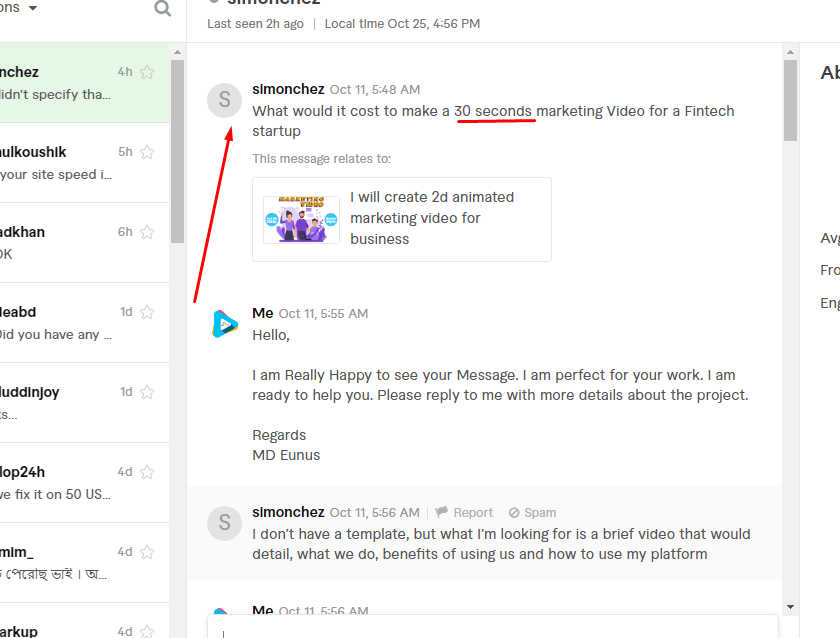 ons
simonchez
Last seen 2h ago | Local time Oct 25, 4:56 PM
nchez 4h
didn't specify tha...
aulkoushik 5h
your site speed i...
adkhan 6h
OK
deabd 1d
Did you have any ...
luddinjoy 1d
ks...
lop24h 4d
we fix it on 50 US...
mim_ 4d
পেরোছ ভাই। অ...
arkup 4d
S
simonchez Oct 11, 5:48 AM
What would it cost to make a 30 seconds marketing Video for a Fintech
startup
This message relates to:
MARKETING
VIDEO
I will create 2d animated
marketing video for
business
Me Oct 11, 5:55 AM
Hello,
I am Really Happy to see your Message. I am perfect for your work. I am
ready to help you. Please reply to me with more details about the project.
Regards
MD Eunus
S
simonchez Oct 11, 5:56 AM | Report Spam
I don't have a template, but what I'm looking for is a brief video that would
detail, what we do, benefits of using us and how to use my platform
Me Oct 11, 5:56 AM
Ab
Avg
Fro
Eng